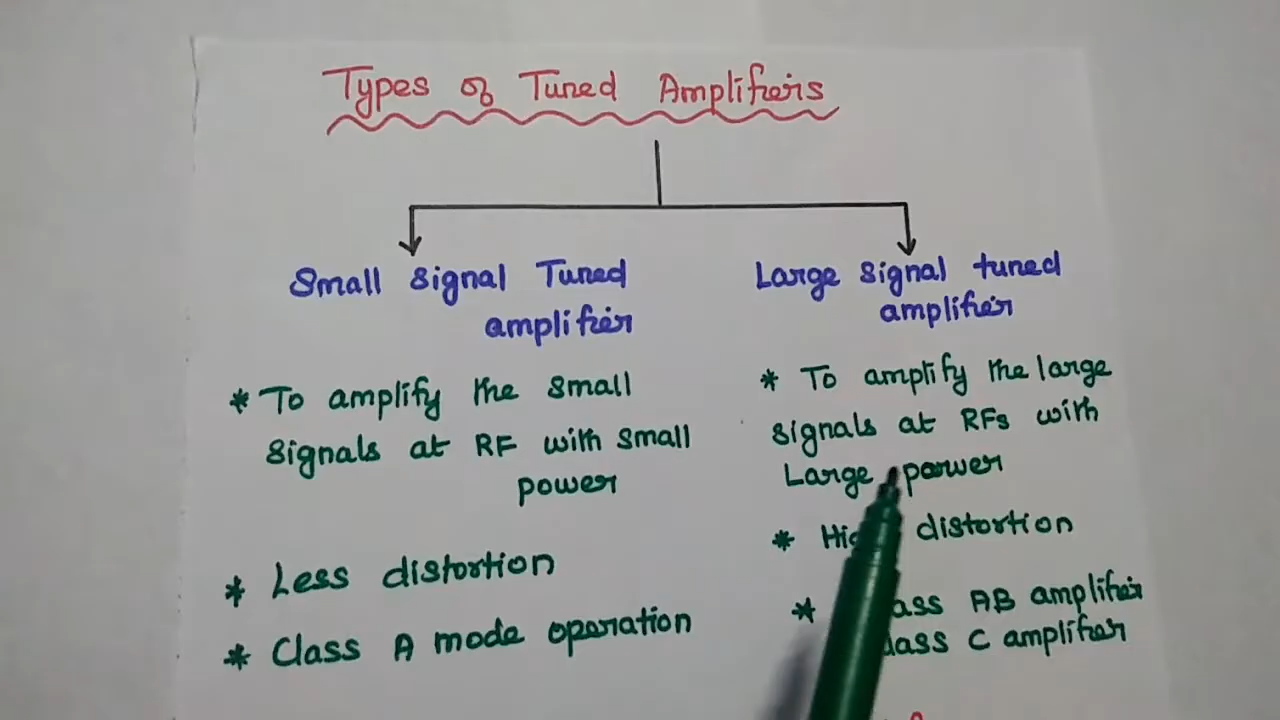 Types of Tuned Amplifiers
Small Signal Tuned
amplifier
* To amplify the small
signals at RF with small
power
* Less distortion
* Class A mode operation
Large signal tuned
amplifier
* To amplify the large
signals at RFs with
Large power
* distortion
* AB amplifier
C amplifier